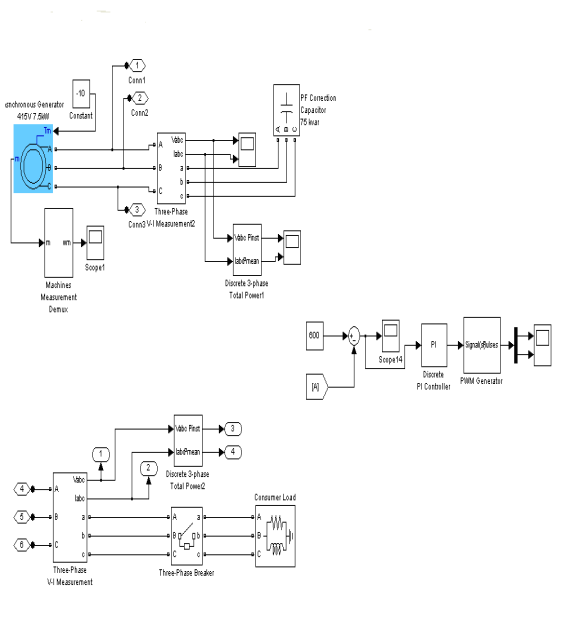 1
Conn1
-10
2
Conn2
Constant
PF Correction
Capacitor
75 kvar
A B C
synchronous Generator
415V 7.5kW
Tm
m
A
B
C
A
B
C
Vabc
Iabc
a
b
c
3
Conn3
Three-Phase
V-I Measurement2
m wm
Scope1
Machines
Measurement
Demux
Vabc Pinst
Iabc Pmean
Discrete 3-phase
Total Power1
600
[A]
+
-
Scope14
PI
Discrete
PI Controller
Signal(s)Pulses
PWM Generator
1
2
Vabc Pinst
Iabc Pmean
3
4
Discrete 3-phase
Total Power2
4
5
6
A
B
C
Vabc
Iabc
a
b
c
Three-Phase
V-I Measurement
A a
B b
C c
Three-Phase Breaker
Consumer Load
A
B
C